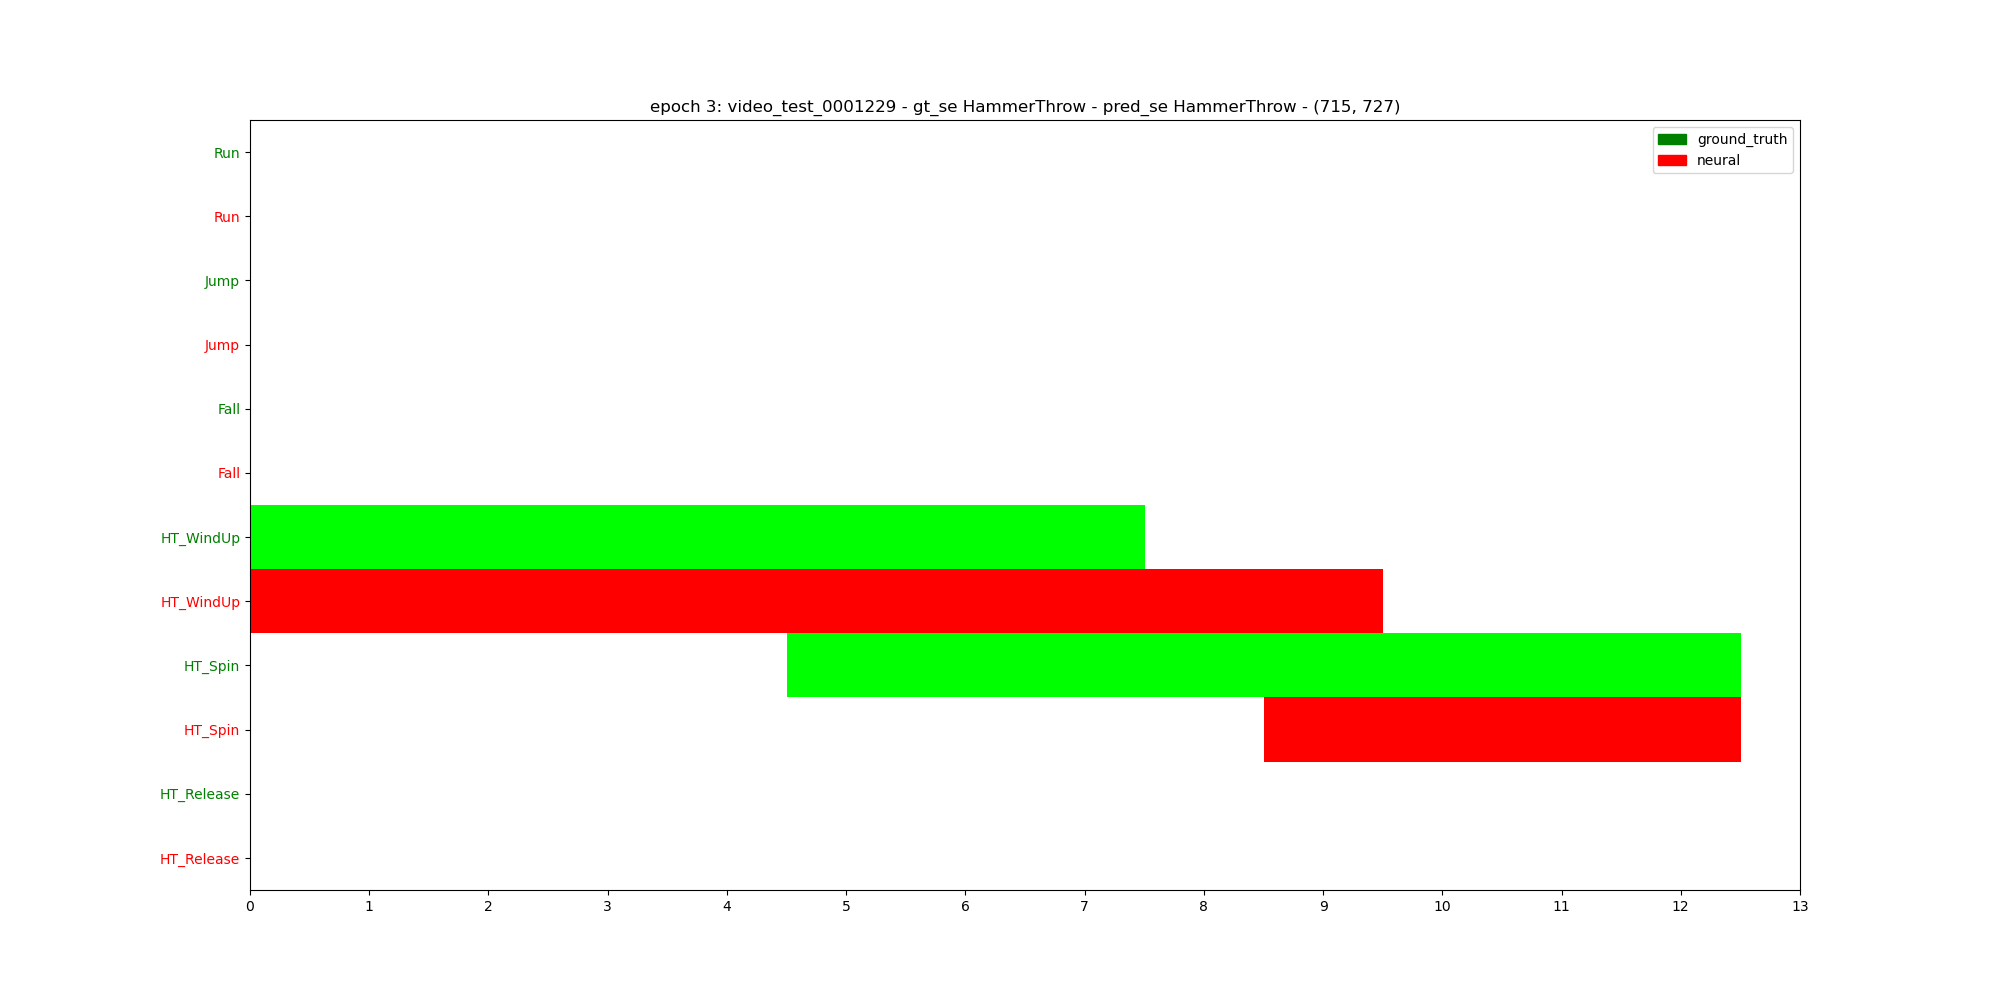 epoch 3: video_test_0001229 - gt_se HammerThrow - pred_se HammerThrow - (715, 727)
ground_truth
neural
Run
Run
Jump
Jump
Fall
Fall
HT_WindUp
HT_WindUp
HT_Spin
HT_Spin
HT_Release
HT_Release
0 1 2 3 4 5 6 7 8 9 10 11 12 13